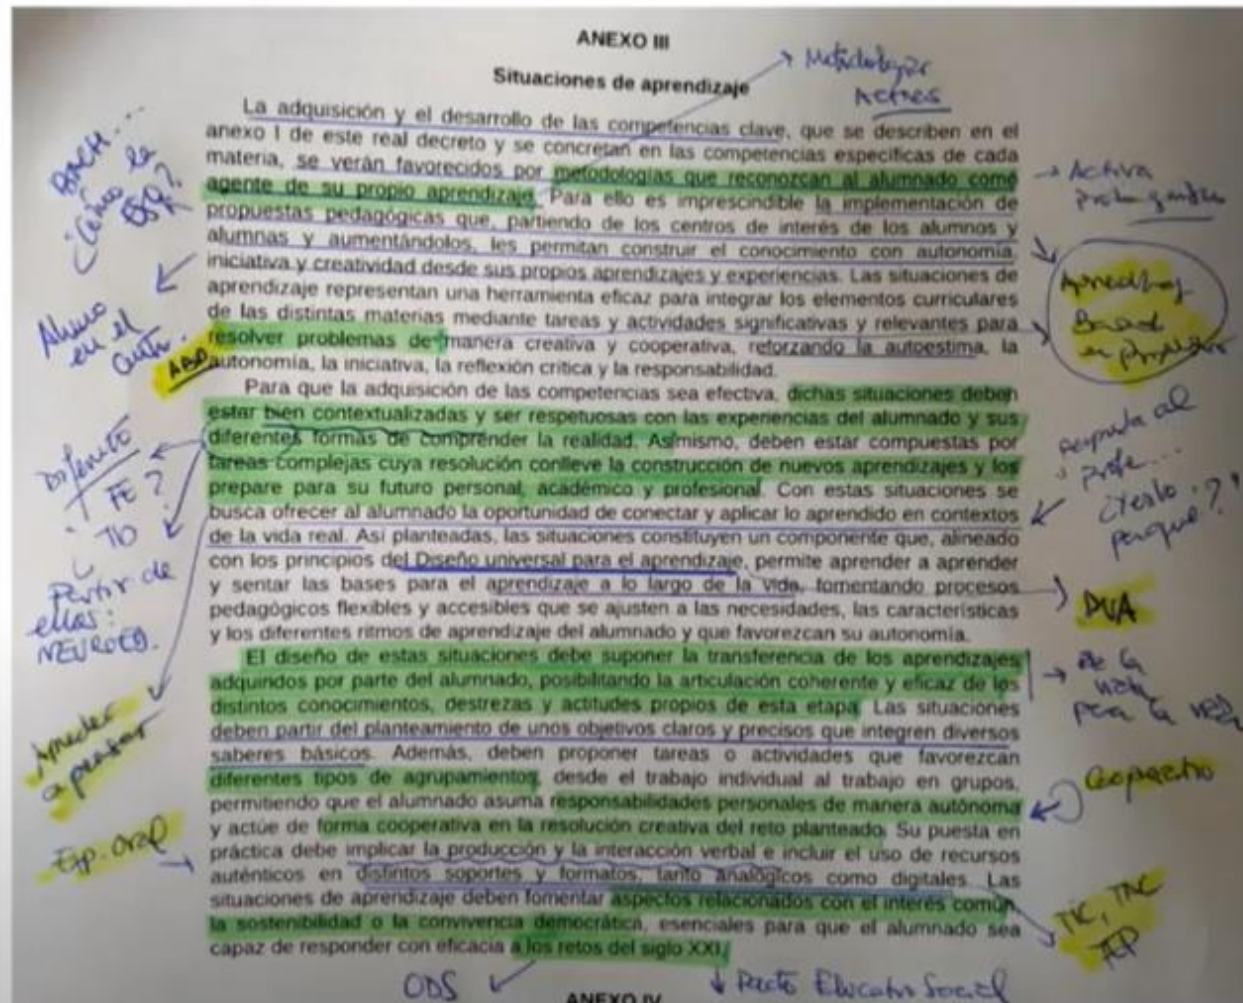 ANEXO III
Situaciones de aprendizaje
La adquisición y el desarrollo de las competencias clave, que se describen en el
anexo I de este real decreto y se concretan en las competencias específicas de cada
materia, se verán favorecidos por metodologías que reconozcan al alumnado como
agente de su propio aprendizaje. Para ello es imprescindible la implementación de
propuestas pedagógicas que, partiendo de los centros de interés de los alumnos y
alumnas y aumentándolos, les permitan construir el conocimiento con autonomía,
iniciativa y creatividad desde sus propios aprendizajes y experiencias. Las situaciones de
aprendizaje representan una herramienta eficaz para integrar los elementos curriculares
de las distintas materias mediante tareas y actividades significativas y relevantes para
resolver problemas de manera creativa y cooperativa, reforzando la autoestima, la
autonomía, la iniciativa, la reflexión crítica y la responsabilidad.
Para que la adquisición de las competencias sea efectiva, dichas situaciones deben
estar bien contextualizadas y ser respetuosas con las experiencias del alumnado y sus
diferentes formas de comprender la realidad. Asimismo, deben estar compuestas por
tareas complejas cuya resolución conlleve la construcción de nuevos aprendizajes y los
prepare para su futuro personal, académico y profesional. Con estas situaciones se
busca ofrecer al alumnado la oportunidad de conectar y aplicar lo aprendido en contextos
de la vida real. Así planteadas, las situaciones constituyen un componente que, alineado
con los principios del Diseño universal para el aprendizaje, permite aprender a aprender
y sentar las bases para el aprendizaje a lo largo de la vida, fomentando procesos
pedagógicos flexibles y accesibles que se ajusten a las necesidades, las características
y los diferentes ritmos de aprendizaje del alumnado y que favorezcan su autonomía.
El diseño de estas situaciones debe suponer la transferencia de los aprendizajes
adquiridos por parte del alumnado, posibilitando la articulación coherente y eficaz de los
distintos conocimientos, destrezas y actitudes propios de esta etapa. Las situaciones
deben partir del planteamiento de unos objetivos claros y precisos que integren diversos
saberes básicos. Además, deben proponer tareas o actividades que favorezcan
diferentes tipos de agrupamientos, desde el trabajo individual al trabajo en grupos,
permitiendo que el alumnado asuma responsabilidades personales de manera autónoma
y actúe de forma cooperativa en la resolución creativa del reto planteado. Su puesta en
práctica debe implicar la producción y la interacción verbal e incluir el uso de recursos
auténticos en distintos soportes y formatos, tanto analógicos como digitales. Las
situaciones de aprendizaje deben fomentar aspectos relacionados con el interés común,
la sostenibilidad o la convivencia democrática, esenciales para que el alumnado sea
capaz de responder con eficacia a los retos del siglo XXI.
ANEXO IV
BACH...
¿Cómo la
ESO?
Alumno
en el
ABP
FE?
Partir de
ellas:
NEUROED.
Aprender
a pensar
Exp. Oral
Metodologías
Activa
Aprendizaje
Basado
en
profe...
DUA
para la
Cooperativo
TIC, TAC
TEP
ODS
Pacto Educativo Social